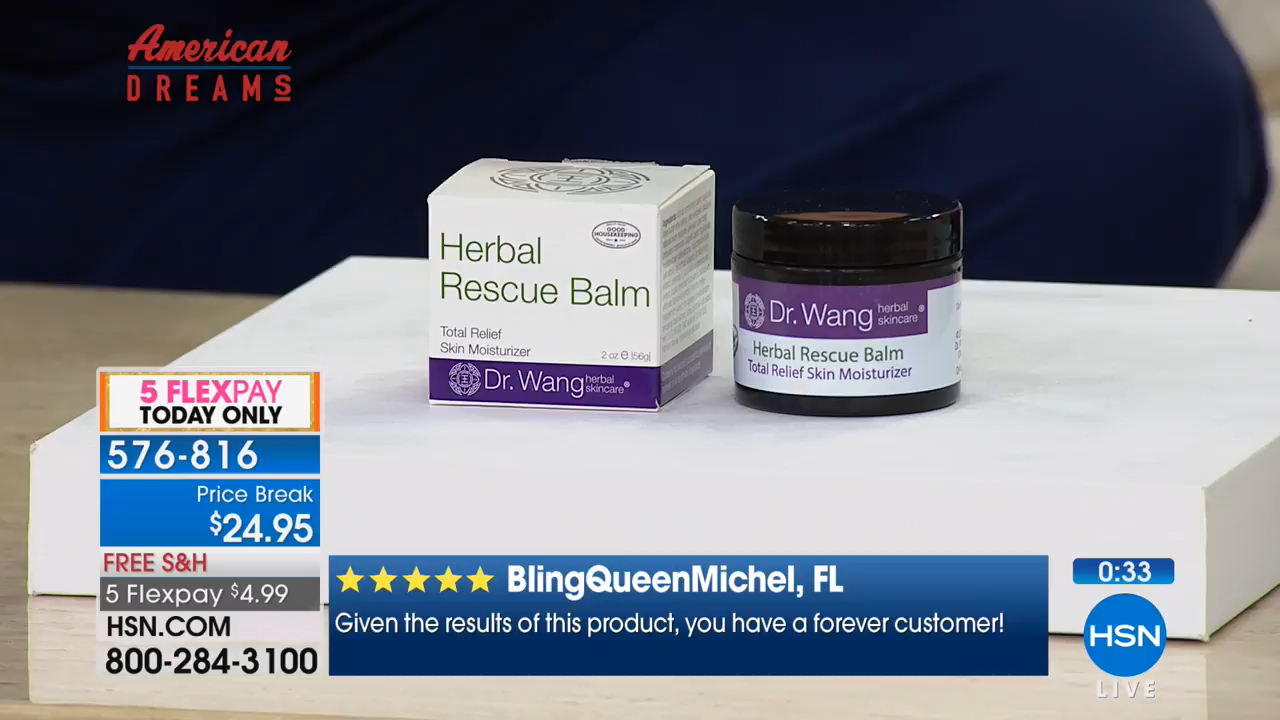 American
DREAMS
GOOD
HOUSEKEEPING
Herbal
Rescue Balm
Total Relief
Skin Moisturizer
2 oz ℮ |56g|
Dr. Wang herbal skincare®
Dr. Wang herbal skincare®
Herbal Rescue Balm
Total Relief Skin Moisturizer
5 FLEXPAY
TODAY ONLY
576-816
Price Break
$24.95
FREE S&H
5 Flexpay $4.99
HSN.COM
800-284-3100
BlingQueenMichel, FL
Given the results of this product, you have a forever customer!
0:33
HSN
LIVE